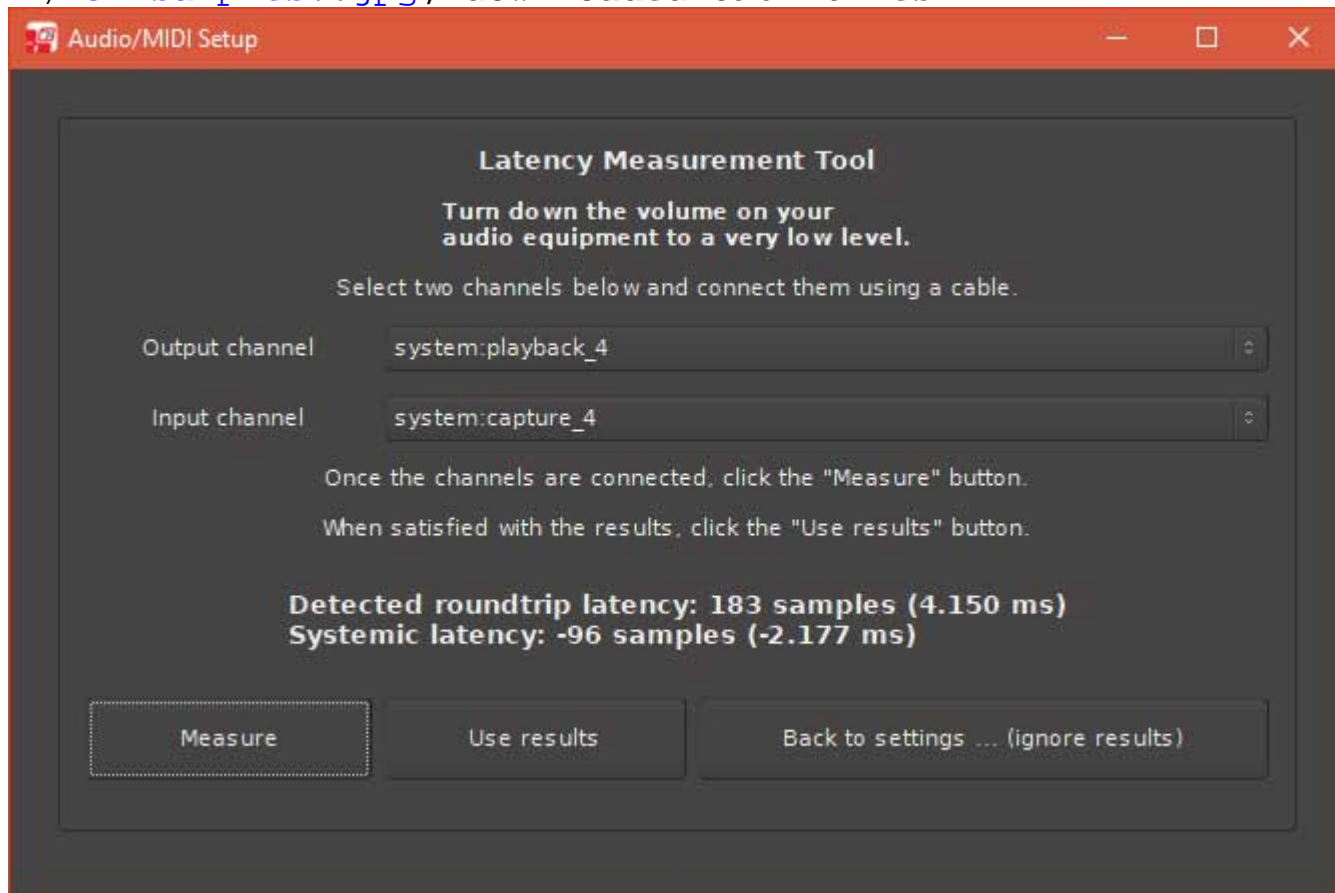 Audio/MIDI Setup
Latency Measurement Tool
Turn down the volume on your
audio equipment to a very low level.
Select two channels below and connect them using a cable.
Output channel system:playback_4
Input channel system:capture_4
Once the channels are connected, click the "Measure" button.
When satisfied with the results, click the "Use results" button.
Detected roundtrip latency: 183 samples (4.150 ms)
Systemic latency: -96 samples (-2.177 ms)
Measure Use results Back to settings ... (ignore results)